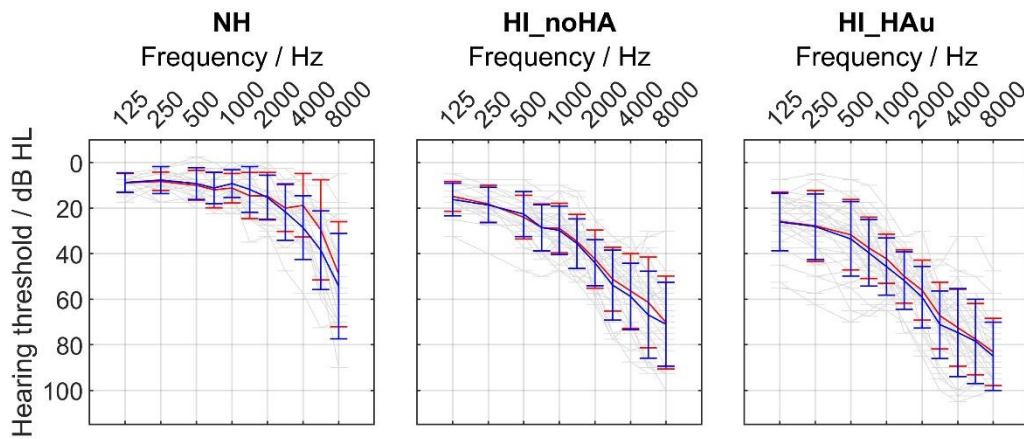 NH
Frequency / Hz
125 250 500 1000 2000 4000 8000
HI_noHA
Frequency / Hz
125 250 500 1000 2000 4000 8000
HI_HAu
Frequency / Hz
125 250 500 1000 2000 4000 8000
Hearing threshold / dB HL
0
20
40
60
80
100